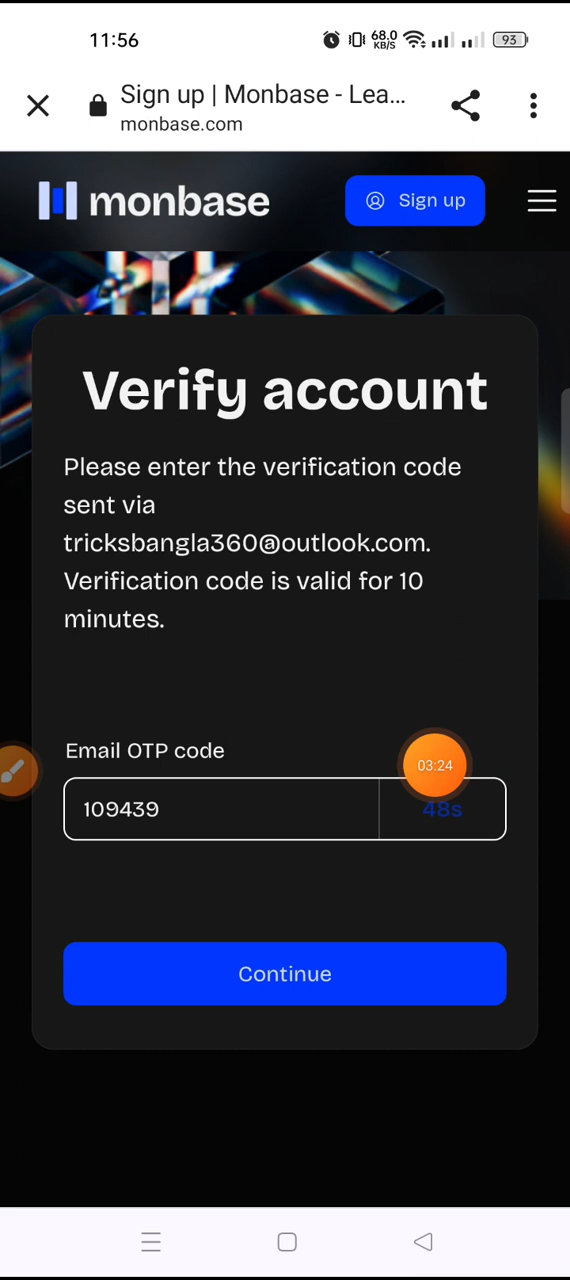 11:56 68.0 KB/S 93
Sign up | Monbase - Lea...
monbase.com
monbase Sign up
Verify account
Please enter the verification code
sent via
tricksbangla360@outlook.com.
Verification code is valid for 10
minutes.
Email OTP code
03:24
109439 48s
Continue